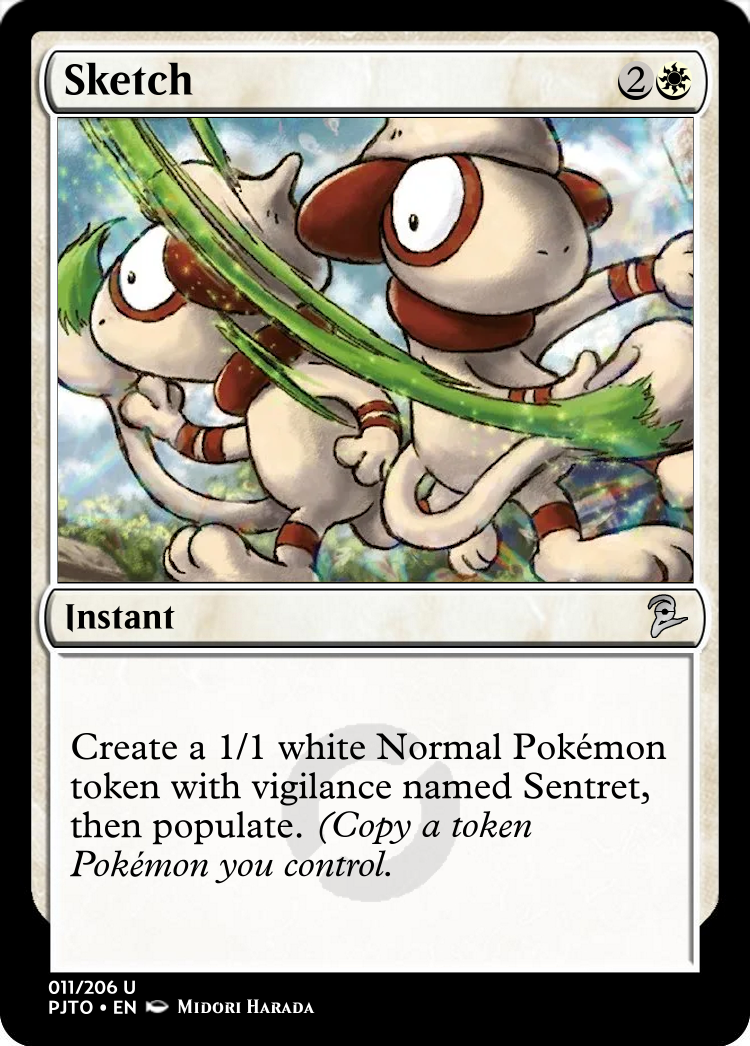 Sketch 2
Instant
Create a 1/1 white Normal Pokémon
token with vigilance named Sentret,
then populate. (Copy a token
Pokémon you control.
011/206 U
PJTO • EN Midori Harada